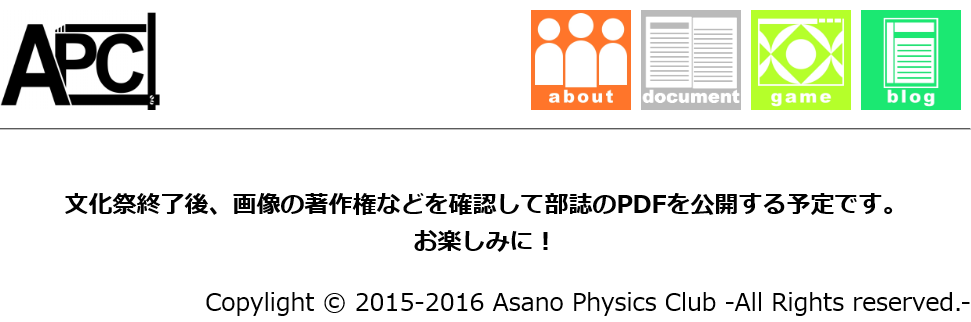 APC
about
document
game
blog
文化祭終了後、画像の著作権などを確認して部誌のPDFを公開する予定です。
お楽しみに！
Copylight © 2015-2016 Asano Physics Club -All Rights reserved.-